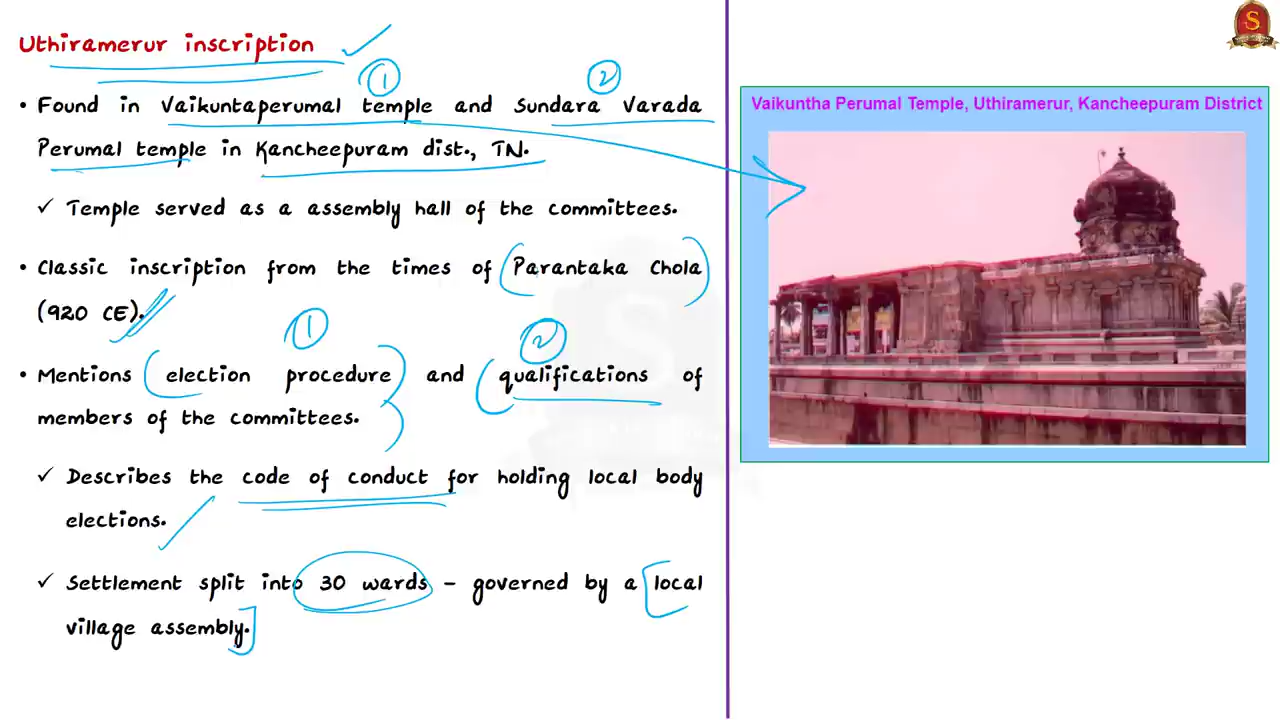 Uthiramerur inscription
1 2
• Found in Vaikuntaperumal temple and Sundara Varada
Perumal temple in Kancheepuram dist., TN.
✓ Temple served as a assembly hall of the committees.
• Classic inscription from the times of Parantaka Chola
(920 CE).
1 2
• Mentions election procedure and qualifications of
members of the committees.
✓ Describes the code of conduct for holding local body
elections.
✓ Settlement split into 30 wards – governed by a local
village assembly.
Vaikuntha Perumal Temple, Uthiramerur, Kancheepuram District
S